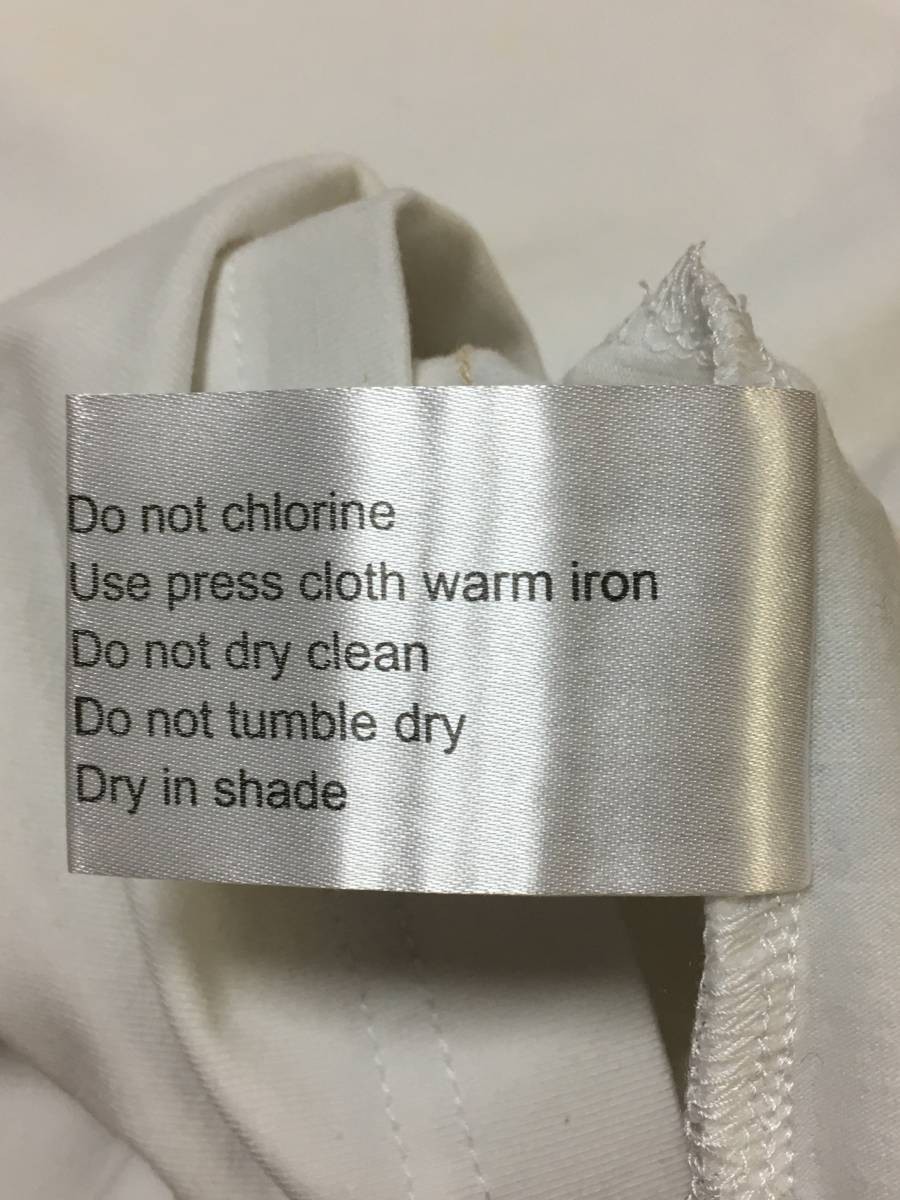 Do not chlorine
Use press cloth warm iron
Do not dry clean
Do not tumble dry
Dry in shade